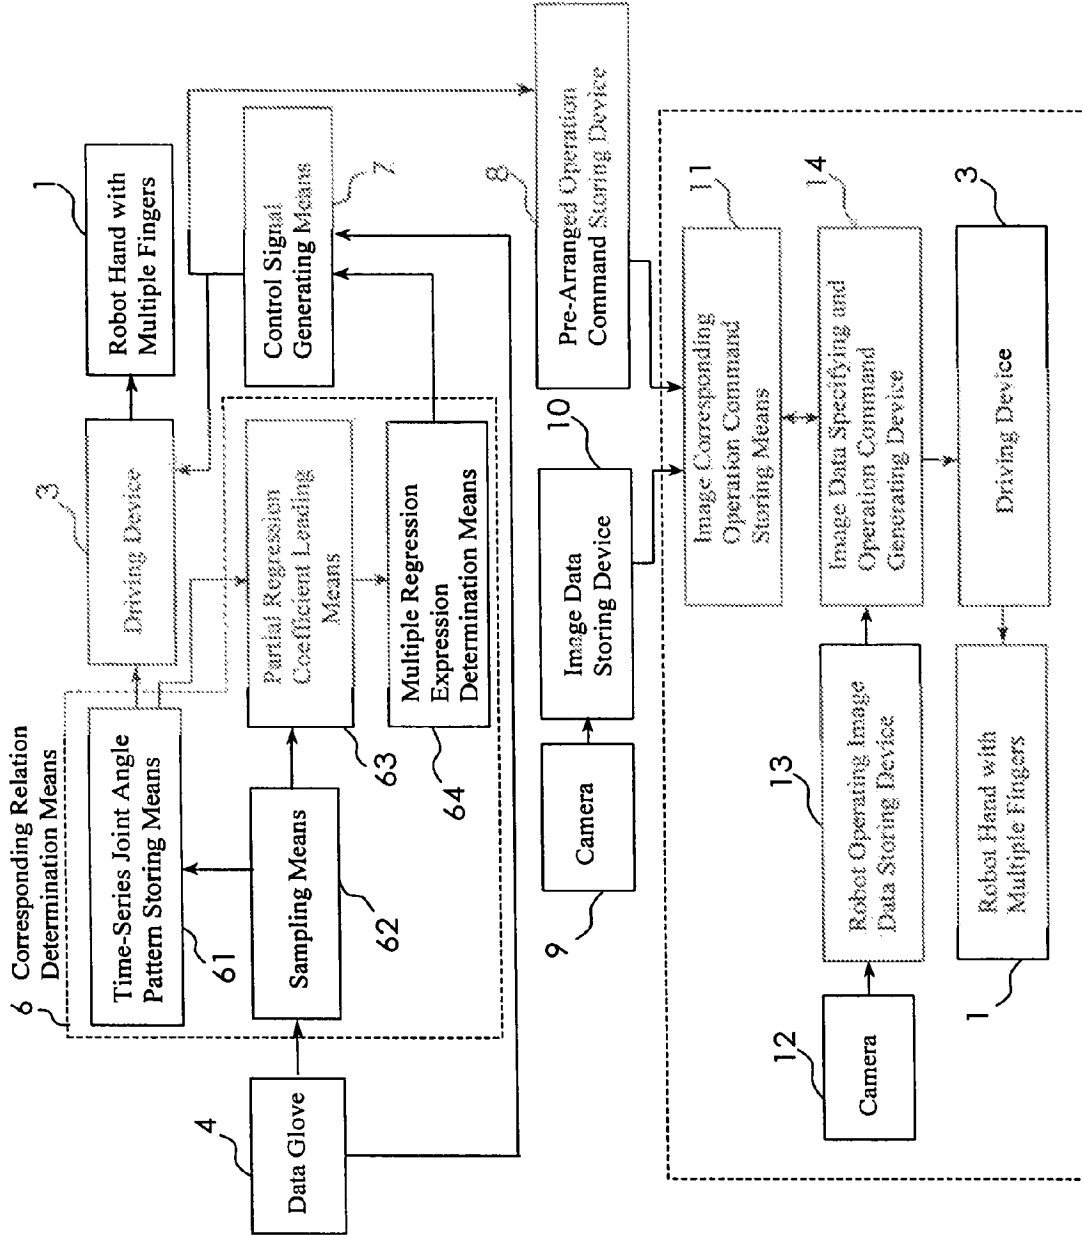 6 Corresponding Relation
Determination Means
Time-Series Joint Angle
Pattern Storing Means
61
3
Driving Device
1
Robot Hand with
Multiple Fingers
4
Data Glove
Sampling Means
62
Partial Regression
Coefficient Leading
Means
63
Control Signal
Generating Means
7
Multiple Regression
Expression
Determination Means
64
9
Camera
10
Image Data
Storing Device
8
Pre-Arranged Operation
Command Storing Device
11
Image Corresponding
Operation Command
Storing Means
12
Camera
13
Robot Operating Image
Data Storing Device
14
Image Data Specifying and
Operation Command
Generating Device
1
Robot Hand with
Multiple Fingers
3
Driving Device